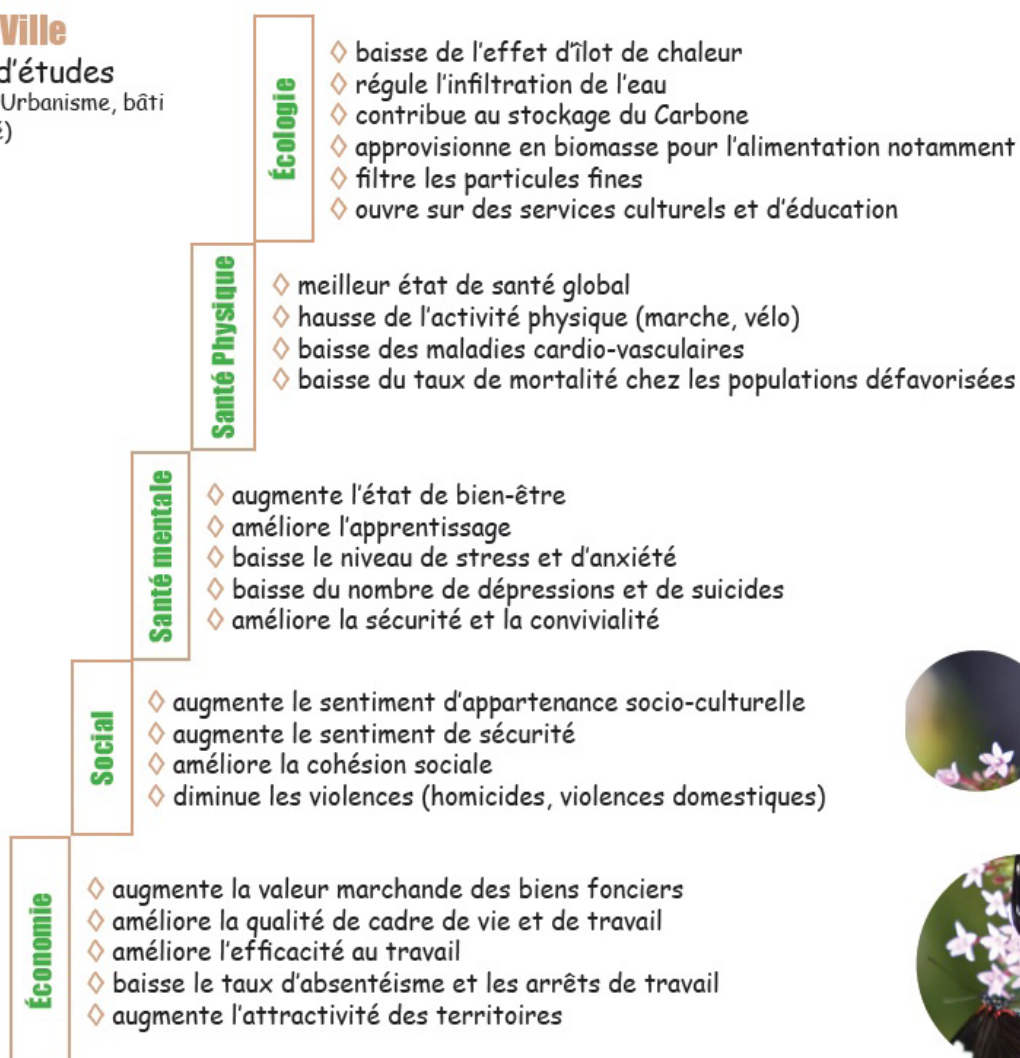 Ville
d'études
Urbanisme, bâti
é)
Écologie
◊ baisse de l'effet d'îlot de chaleur
◊ régule l'infiltration de l'eau
◊ contribue au stockage du Carbone
◊ approvisionne en biomasse pour l'alimentation notamment
◊ filtre les particules fines
◊ ouvre sur des services culturels et d'éducation
Santé Physique
◊ meilleur état de santé global
◊ hausse de l'activité physique (marche, vélo)
◊ baisse des maladies cardio-vasculaires
◊ baisse du taux de mortalité chez les populations défavorisées
Santé mentale
◊ augmente l'état de bien-être
◊ améliore l'apprentissage
◊ baisse le niveau de stress et d'anxiété
◊ baisse du nombre de dépressions et de suicides
◊ améliore la sécurité et la convivialité
Social
◊ augmente le sentiment d'appartenance socio-culturelle
◊ augmente le sentiment de sécurité
◊ améliore la cohésion sociale
◊ diminue les violences (homicides, violences domestiques)
Économie
◊ augmente la valeur marchande des biens fonciers
◊ améliore la qualité de cadre de vie et de travail
◊ améliore l'efficacité au travail
◊ baisse le taux d'absentéisme et les arrêts de travail
◊ augmente l'attractivité des territoires